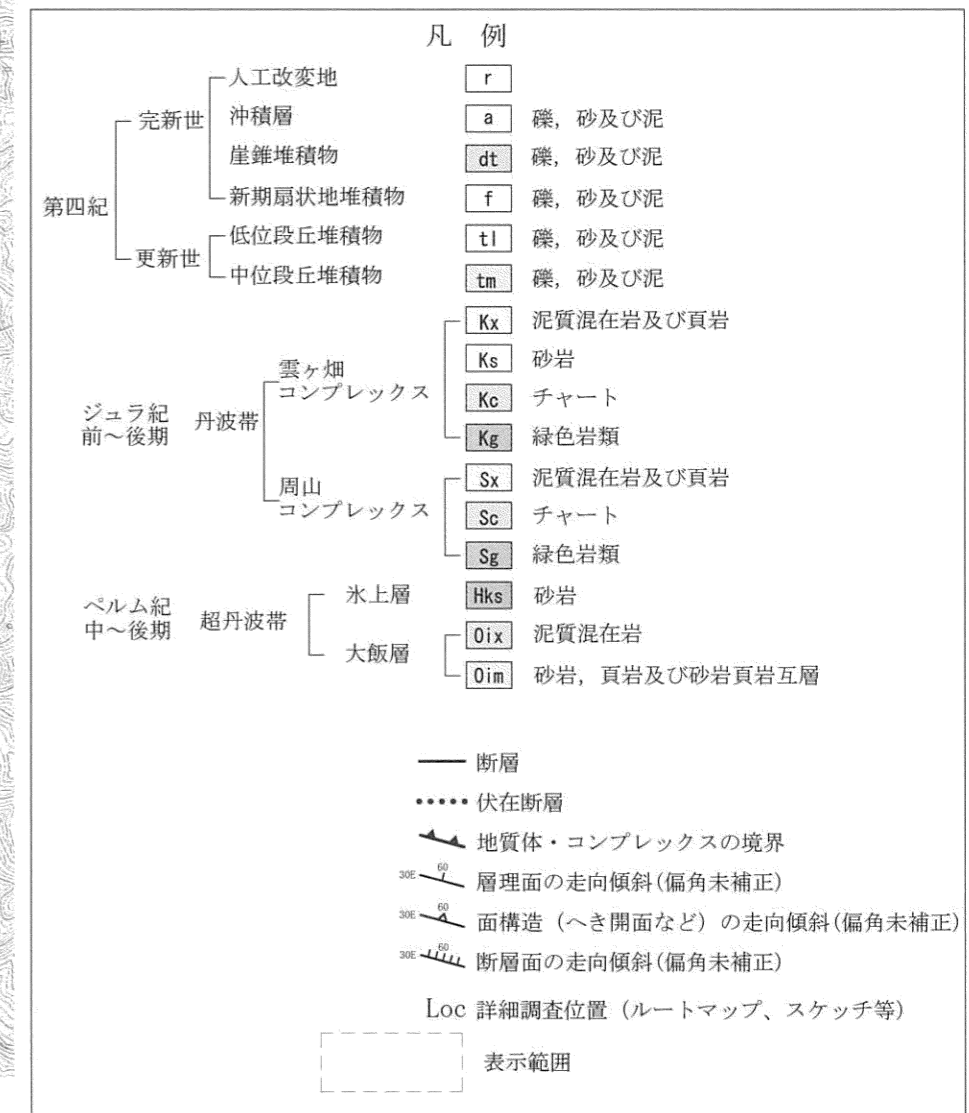 凡 例
人工改変地 r
完新世
沖積層 a 礫，砂及び泥
崖錐堆積物 dt 礫，砂及び泥
新期扇状地堆積物 f 礫，砂及び泥
第四紀
低位段丘堆積物 tl 礫，砂及び泥
更新世
中位段丘堆積物 tm 礫，砂及び泥
Kx 泥質混在岩及び頁岩
Ks 砂岩
雲ヶ畑
コンプレックス
Kc チャート
Kg 緑色岩類
ジュラ紀
前～後期
丹波帯
Sx 泥質混在岩及び頁岩
周山
コンプレックス
Sc チャート
Sg 緑色岩類
ペルム紀
中～後期
超丹波帯
氷上層 Hks 砂岩
大飯層
Oix 泥質混在岩
Oim 砂岩，頁岩及び砂岩頁岩互層
断層
伏在断層
地質体・コンプレックスの境界
30E 60 層理面の走向傾斜(偏角未補正)
30E 60 面構造（へき開面など）の走向傾斜(偏角未補正)
30E 60 断層面の走向傾斜(偏角未補正)
Loc 詳細調査位置（ルートマップ、スケッチ等）
表示範囲